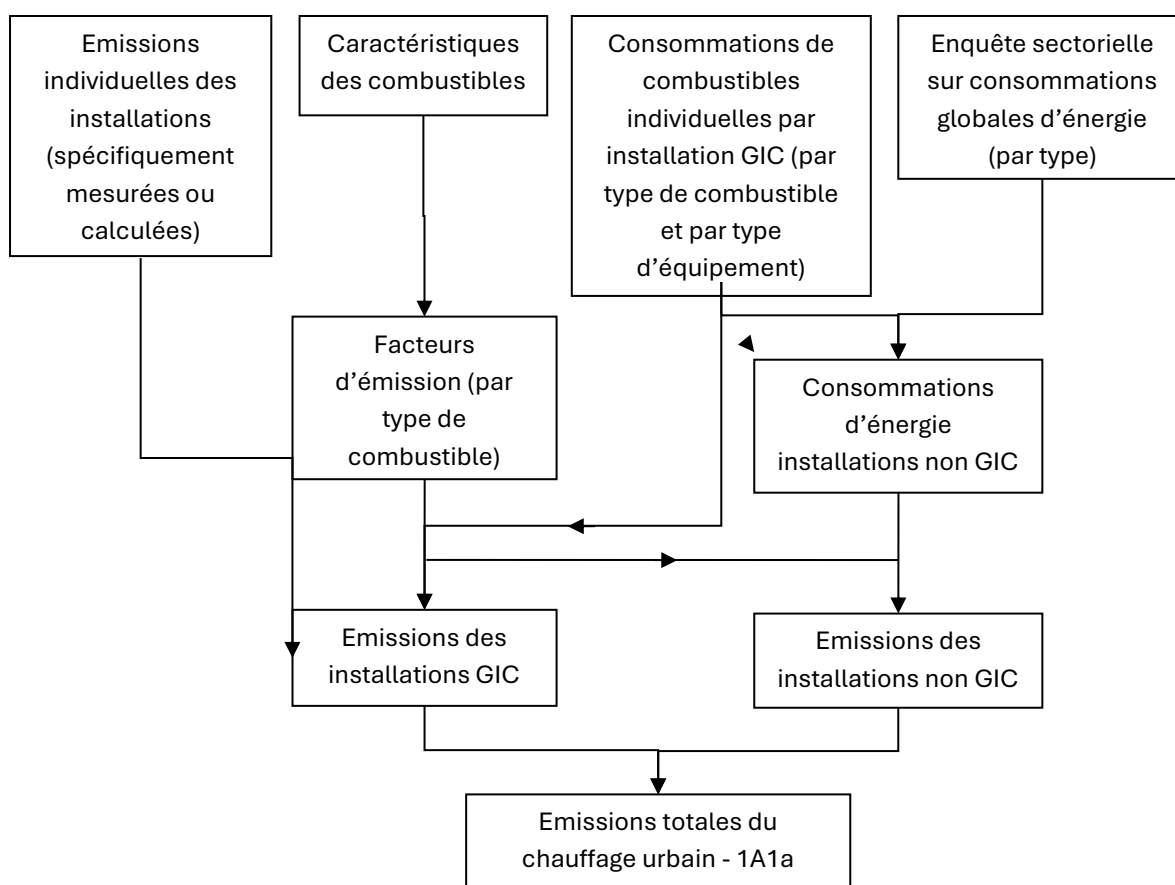 Emissions
individuelles des
installations
(spécifiquement
mesurées ou
calculées)
Caractéristiques
des combustibles
Consommations de
combustibles
individuelles par
installation GIC (par
type de combustible
et par type
d’équipement)
Enquête sectorielle
sur consommations
globales d’énergie
(par type)
Facteurs
d’émission (par
type de
combustible)
Consommations
d’énergie
installations non GIC
Emissions des
installations GIC
Emissions des
installations non GIC
Emissions totales du
chauffage urbain - 1A1a